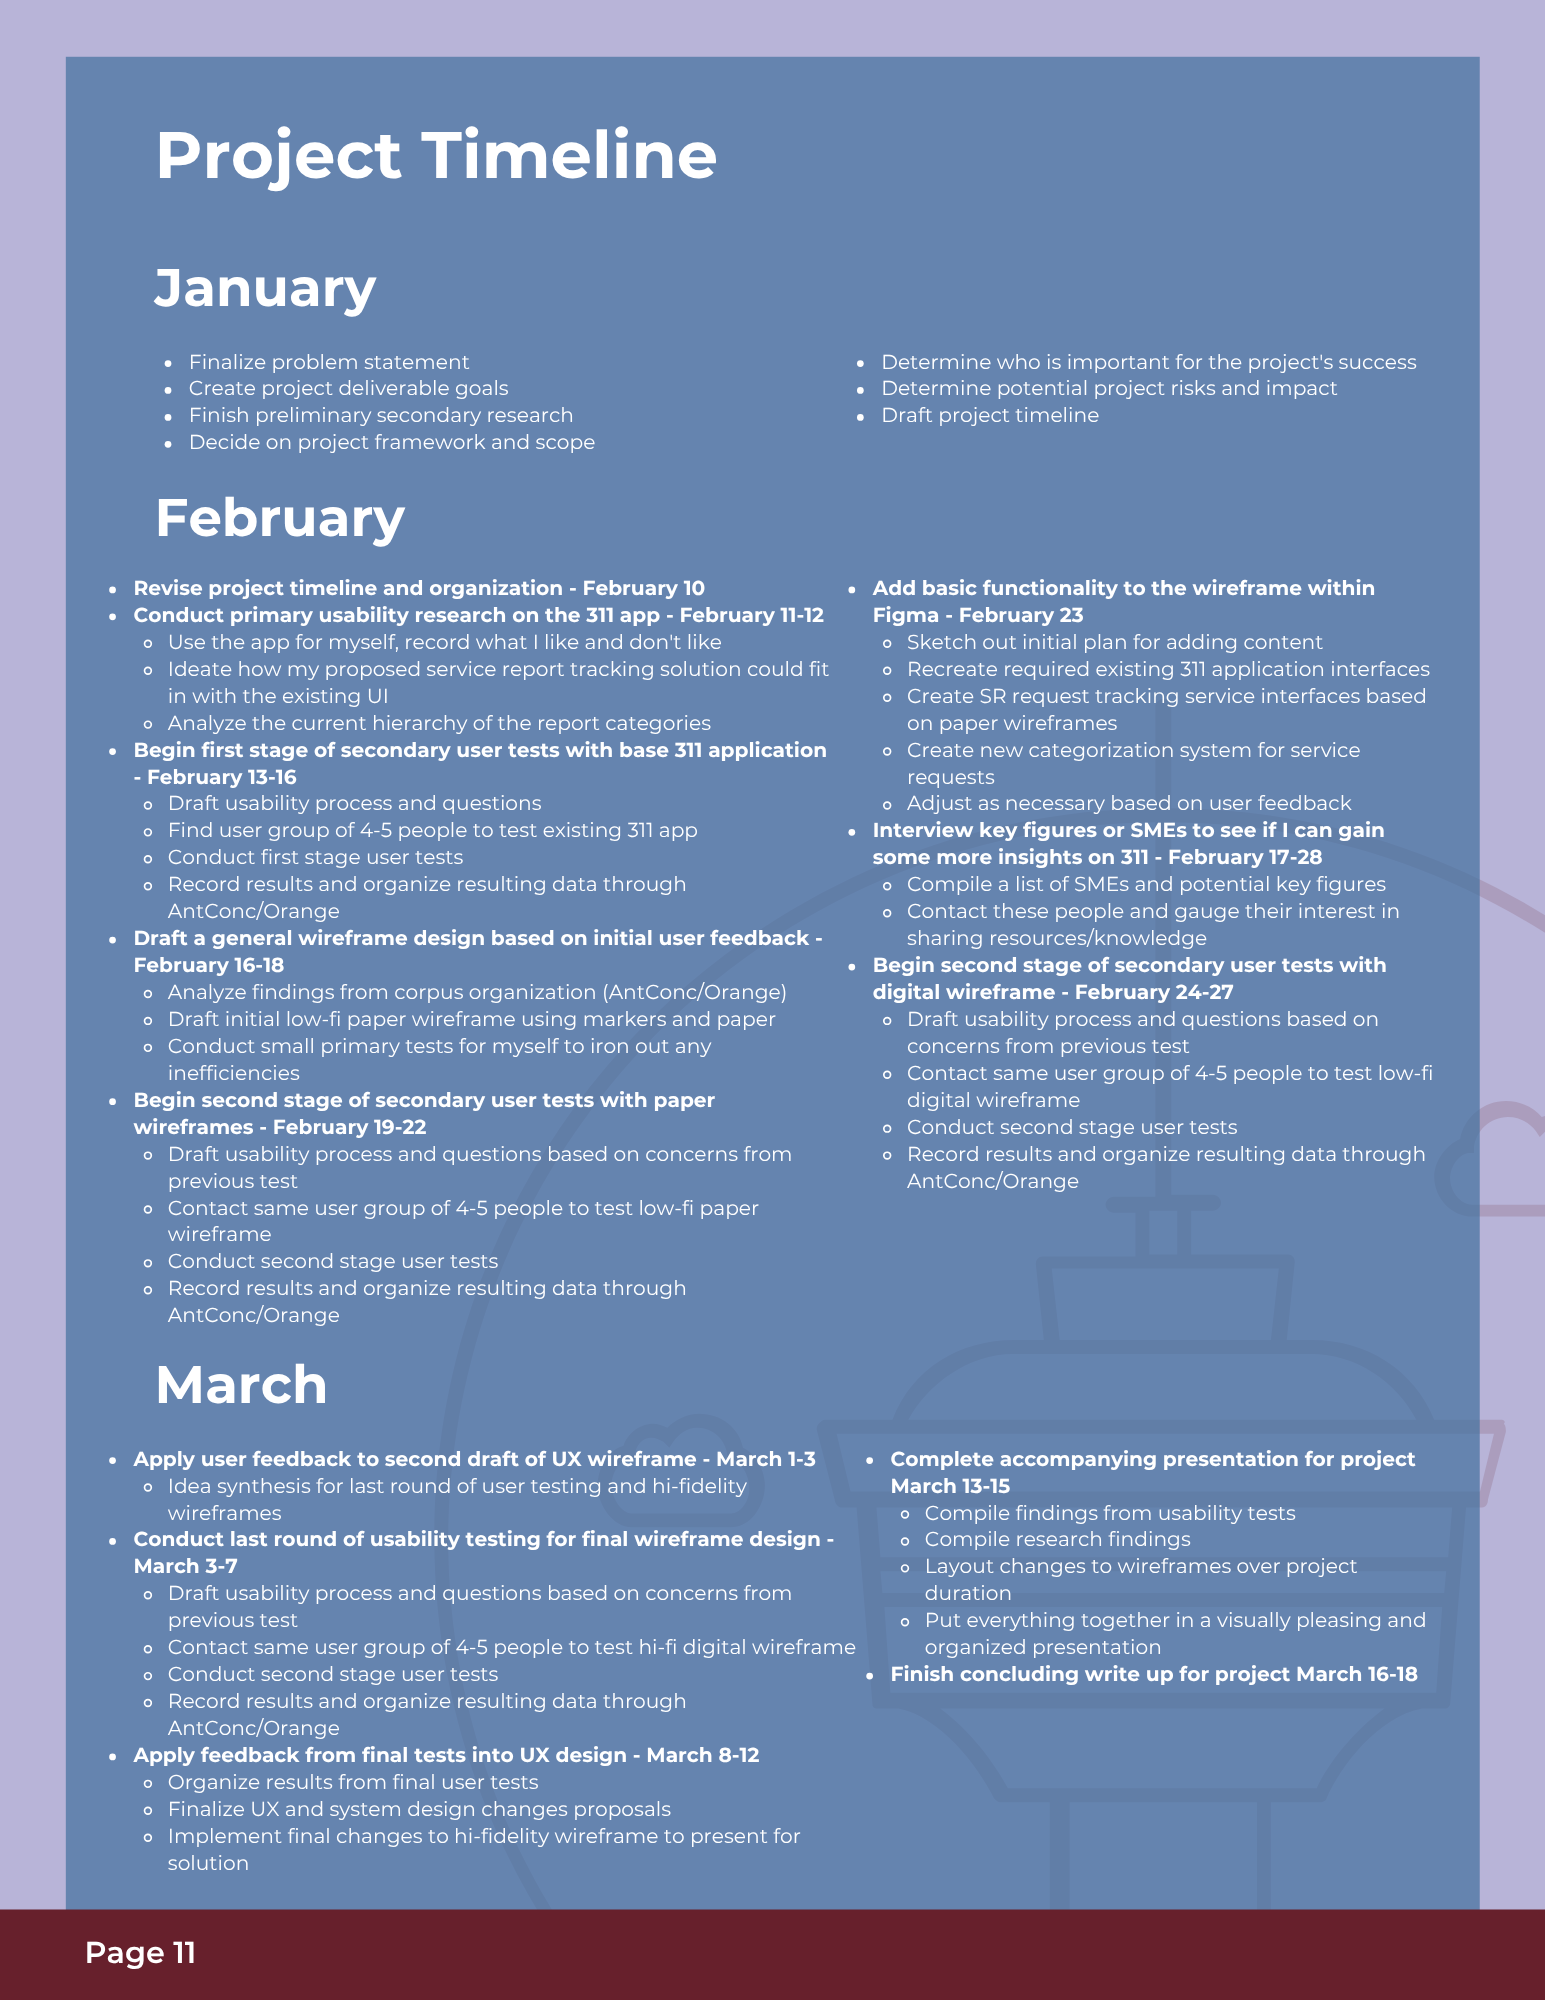 Project Timeline
January
• Finalize problem statement
• Create project deliverable goals
• Finish preliminary secondary research
• Decide on project framework and scope
• Determine who is important for the project's success
• Determine potential project risks and impact
• Draft project timeline
February
• Revise project timeline and organization - February 10
• Conduct primary usability research on the 311 app - February 11-12
◦ Use the app for myself, record what I like and don't like
◦ Ideate how my proposed service report tracking solution could fit
in with the existing UI
◦ Analyze the current hierarchy of the report categories
• Begin first stage of secondary user tests with base 311 application
- February 13-16
◦ Draft usability process and questions
◦ Find user group of 4-5 people to test existing 311 app
◦ Conduct first stage user tests
◦ Record results and organize resulting data through
AntConc/Orange
• Draft a general wireframe design based on initial user feedback -
February 16-18
◦ Analyze findings from corpus organization (AntConc/Orange)
◦ Draft initial low-fi paper wireframe using markers and paper
◦ Conduct small primary tests for myself to iron out any
inefficiencies
• Begin second stage of secondary user tests with paper
wireframes - February 19-22
◦ Draft usability process and questions based on concerns from
previous test
◦ Contact same user group of 4-5 people to test low-fi paper
wireframe
◦ Conduct second stage user tests
◦ Record results and organize resulting data through
AntConc/Orange
• Add basic functionality to the wireframe within
Figma - February 23
◦ Sketch out initial plan for adding content
◦ Recreate required existing 311 application interfaces
◦ Create SR request tracking service interfaces based
on paper wireframes
◦ Create new categorization system for service
requests
◦ Adjust as necessary based on user feedback
• Interview key figures or SMEs to see if I can gain
some more insights on 311 - February 17-28
◦ Compile a list of SMEs and potential key figures
◦ Contact these people and gauge their interest in
sharing resources/knowledge
• Begin second stage of secondary user tests with
digital wireframe - February 24-27
◦ Draft usability process and questions based on
concerns from previous test
◦ Contact same user group of 4-5 people to test low-fi
digital wireframe
◦ Conduct second stage user tests
◦ Record results and organize resulting data through
AntConc/Orange
March
• Apply user feedback to second draft of UX wireframe - March 1-3
◦ Idea synthesis for last round of user testing and hi-fidelity
wireframes
• Conduct last round of usability testing for final wireframe design -
March 3-7
◦ Draft usability process and questions based on concerns from
previous test
◦ Contact same user group of 4-5 people to test hi-fi digital wireframe
◦ Conduct second stage user tests
◦ Record results and organize resulting data through
AntConc/Orange
• Apply feedback from final tests into UX design - March 8-12
◦ Organize results from final user tests
◦ Finalize UX and system design changes proposals
◦ Implement final changes to hi-fidelity wireframe to present for
solution
• Complete accompanying presentation for project
March 13-15
◦ Compile findings from usability tests
◦ Compile research findings
◦ Layout changes to wireframes over project
duration
◦ Put everything together in a visually pleasing and
organized presentation
• Finish concluding write up for project March 16-18
Page 11